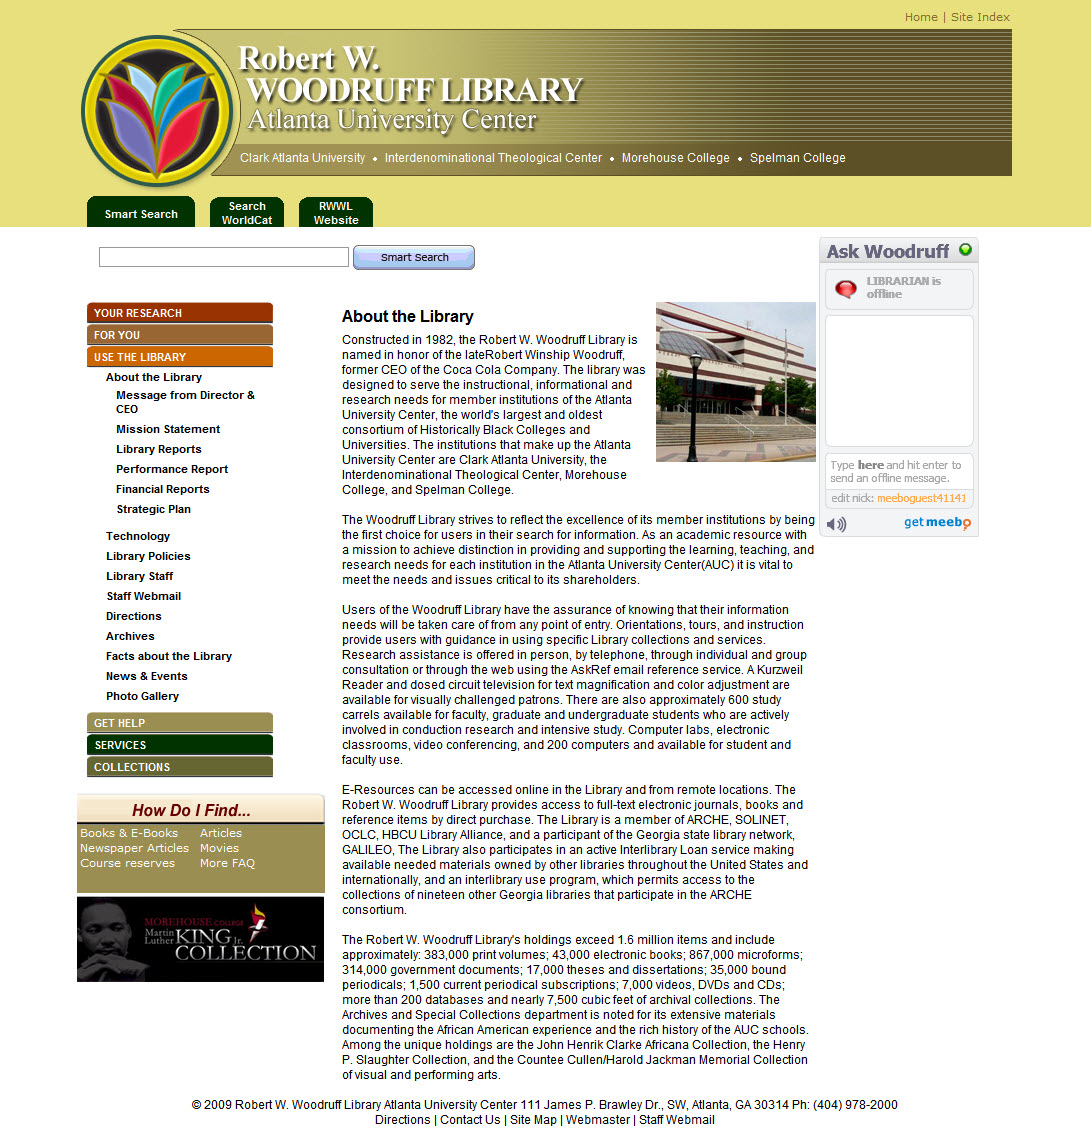 Home | Site Index
Robert W.
WOODRUFF LIBRARY
Atlanta University Center
Clark Atlanta University • Interdenominational Theological Center • Morehouse College • Spelman College
Smart Search
Search
WorldCat
RWWL
Website
Smart Search
Ask Woodruff
LIBRARIAN is
offline
Type here and hit enter to
send an offline message.
edit nick: meeboguest41141
get meebo
YOUR RESEARCH
FOR YOU
USE THE LIBRARY
About the Library
Message from Director &
CEO
Mission Statement
Library Reports
Performance Report
Financial Reports
Strategic Plan
Technology
Library Policies
Library Staff
Staff Webmail
Directions
Archives
Facts about the Library
News & Events
Photo Gallery
GET HELP
SERVICES
COLLECTIONS
How Do I Find...
Books & E-Books Articles
Newspaper Articles Movies
Course reserves More FAQ
MOREHOUSE COLLEGE
Martin
Luther KING Jr.
COLLECTION
About the Library
Constructed in 1982, the Robert W. Woodruff Library is
named in honor of the lateRobert Winship Woodruff,
former CEO of the Coca Cola Company. The library was
designed to serve the instructional, informational and
research needs for member institutions of the Atlanta
University Center, the world's largest and oldest
consortium of Historically Black Colleges and
Universities. The institutions that make up the Atlanta
University Center are Clark Atlanta University, the
Interdenominational Theological Center, Morehouse
College, and Spelman College.
The Woodruff Library strives to reflect the excellence of its member institutions by being
the first choice for users in their search for information. As an academic resource with
a mission to achieve distinction in providing and supporting the learning, teaching, and
research needs for each institution in the Atlanta University Center(AUC) it is vital to
meet the needs and issues critical to its shareholders.
Users of the Woodruff Library have the assurance of knowing that their information
needs will be taken care of from any point of entry. Orientations, tours, and instruction
provide users with guidance in using specific Library collections and services.
Research assistance is offered in person, by telephone, through individual and group
consultation or through the web using the AskRef email reference service. A Kurzweil
Reader and dosed circuit television for text magnification and color adjustment are
available for visually challenged patrons. There are also approximately 600 study
carrels available for faculty, graduate and undergraduate students who are actively
involved in conduction research and intensive study. Computer labs, electronic
classrooms, video conferencing, and 200 computers and available for student and
faculty use.
E-Resources can be accessed online in the Library and from remote locations. The
Robert W. Woodruff Library provides access to full-text electronic journals, books and
reference items by direct purchase. The Library is a member of ARCHE, SOLINET,
OCLC, HBCU Library Alliance, and a participant of the Georgia state library network,
GALILEO, The Library also participates in an active Interlibrary Loan service making
available needed materials owned by other libraries throughout the United States and
internationally, and an interlibrary use program, which permits access to the
collections of nineteen other Georgia libraries that participate in the ARCHE
consortium.
The Robert W. Woodruff Library's holdings exceed 1.6 million items and include
approximately: 383,000 print volumes; 43,000 electronic books; 867,000 microforms;
314,000 government documents; 17,000 theses and dissertations; 35,000 bound
periodicals; 1,500 current periodical subscriptions; 7,000 videos, DVDs and CDs;
more than 200 databases and nearly 7,500 cubic feet of archival collections. The
Archives and Special Collections department is noted for its extensive materials
documenting the African American experience and the rich history of the AUC schools.
Among the unique holdings are the John Henrik Clarke Africana Collection, the Henry
P. Slaughter Collection, and the Countee Cullen/Harold Jackman Memorial Collection
of visual and performing arts.
© 2009 Robert W. Woodruff Library Atlanta University Center 111 James P. Brawley Dr., SW, Atlanta, GA 30314 Ph: (404) 978-2000
Directions | Contact Us | Site Map | Webmaster | Staff Webmail